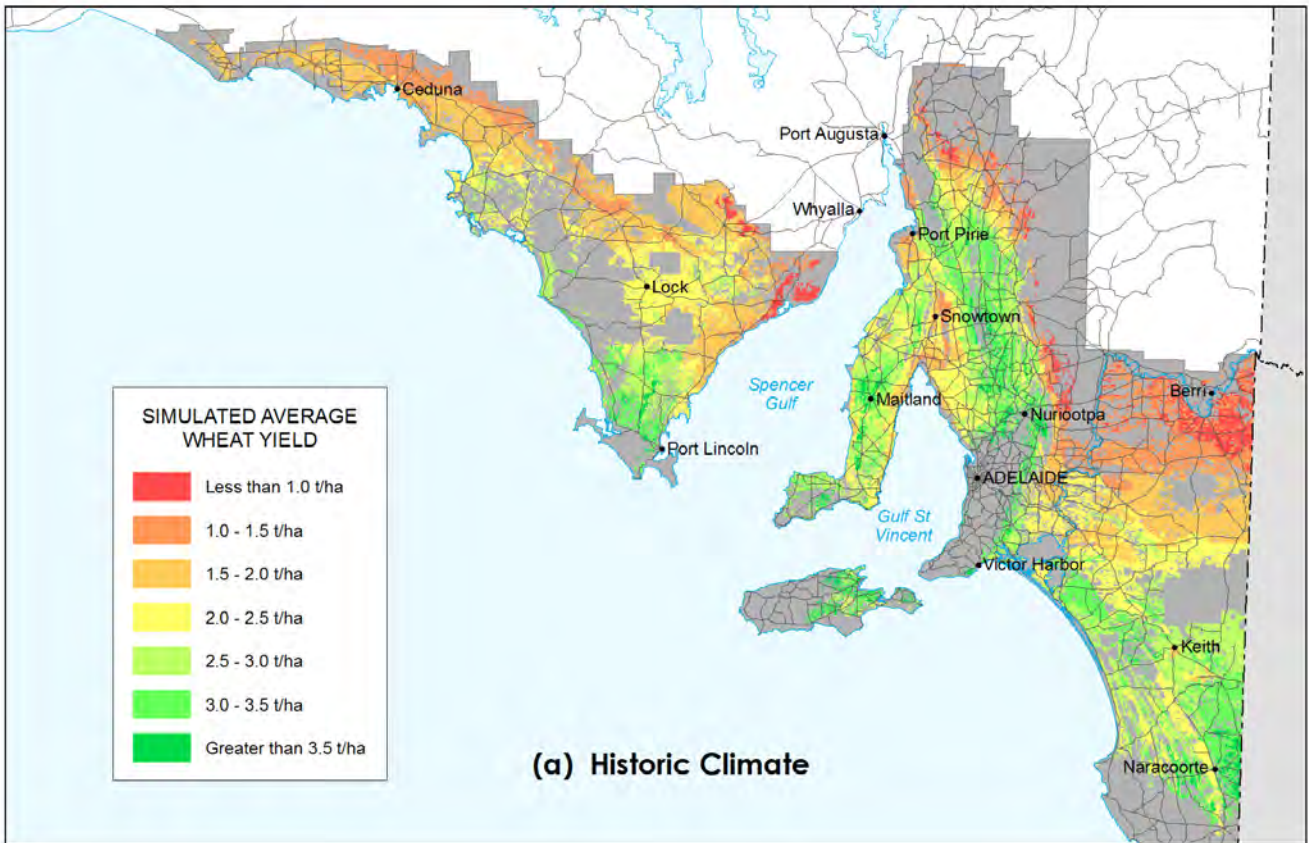 Ceduna
Port Augusta
Whyalla
Port Pirie
Lock
Snowtown
Spencer
Gulf
Maitland
Berri
Nuriootpa
Port Lincoln
ADELAIDE
Gulf St
Vincent
Victor Harbor
Keith
Naracoorte
SIMULATED AVERAGE
WHEAT YIELD
Less than 1.0 t/ha
1.0 - 1.5 t/ha
1.5 - 2.0 t/ha
2.0 - 2.5 t/ha
2.5 - 3.0 t/ha
3.0 - 3.5 t/ha
Greater than 3.5 t/ha
(a) Historic Climate